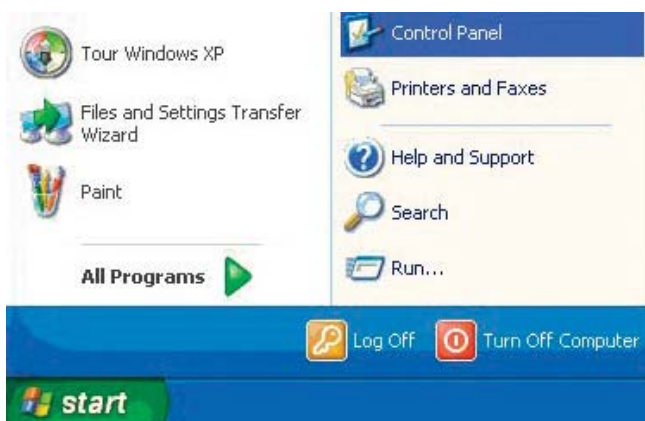 Tour Windows XP
Files and Settings Transfer
Wizard
Paint
All Programs
Control Panel
Printers and Faxes
Help and Support
Search
Run...
Log Off
Turn Off Computer
start